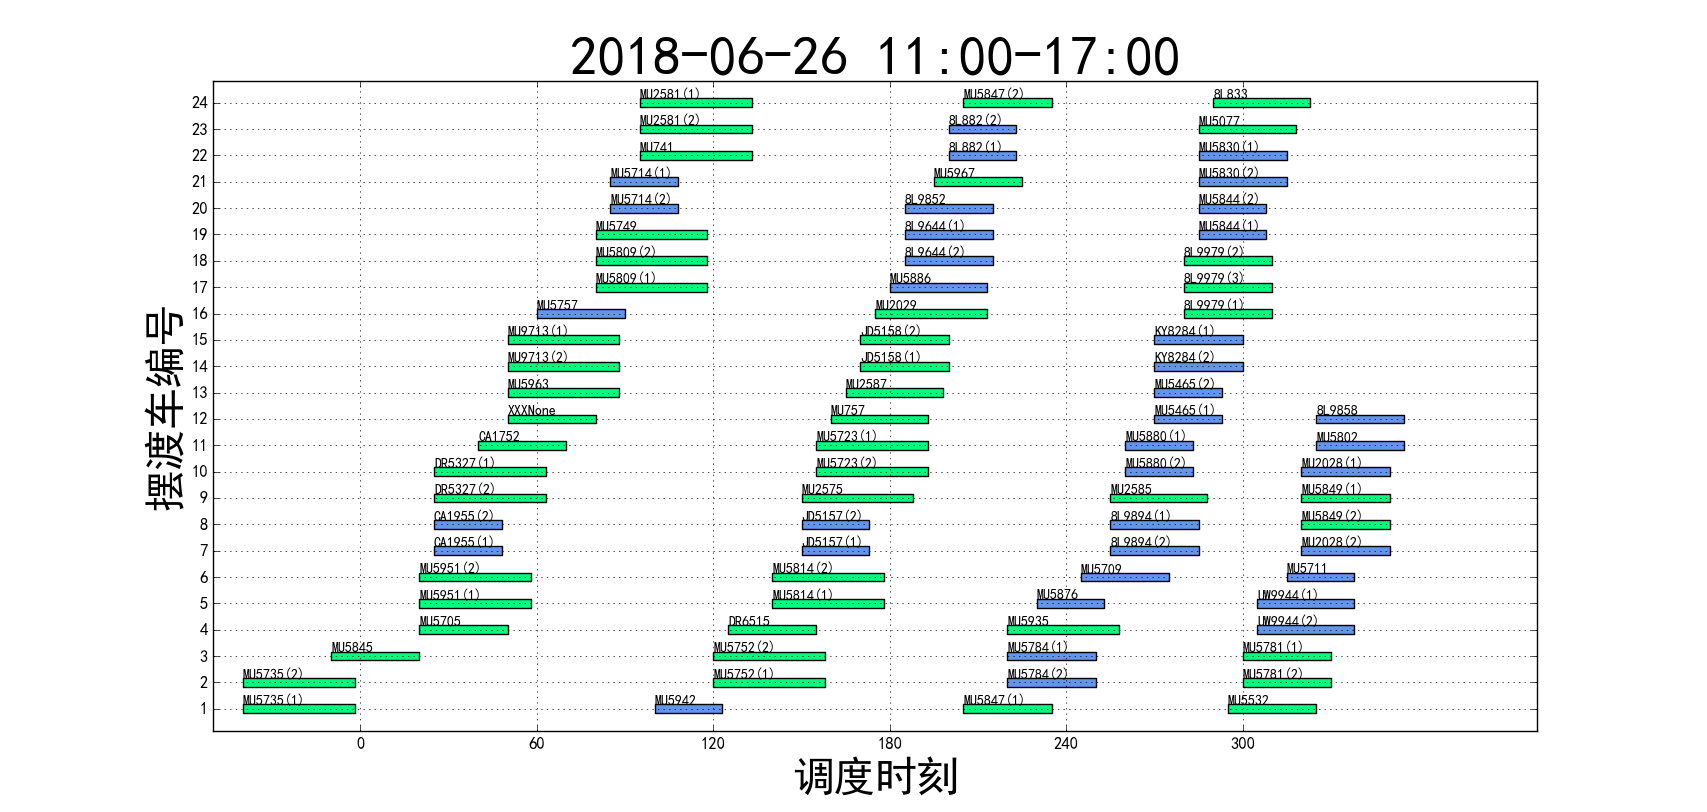 2018-06-26 11:00-17:00
摆渡车编号
24 MU2581(1) MU5847(2) 8L833
23 MU2581(2) 8L882(2) MU5077
22 MU741 8L882(1) MU5830(1)
21 MU5714(1) MU5967 MU5830(2)
20 MU5714(2) 8L9852 MU5844(2)
19 MU5749 8L9644(1) MU5844(1)
18 MU5809(2) 8L9644(2) 8L9979(2)
17 MU5809(1) MU5886 8L9979(3)
16 MU5757 MU2029 8L9979(1)
15 MU9713(1) JD5158(2) KY8284(1)
14 MU9713(2) JD5158(1) KY8284(2)
13 MU5963 MU2587 MU5465(2)
12 XXXNone MU757 MU5465(1) 8L9858
11 CA1752 MU5723(1) MU5880(1) MU5802
10 DR5327(1) MU5723(2) MU5880(2) MU2028(1)
9 DR5327(2) MU2575 MU2585 MU5849(1)
8 CA1955(2) JD5157(2) 8L9894(1) MU5849(2)
7 CA1955(1) JD5157(1) 8L9894(2) MU2028(2)
6 MU5951(2) MU5814(2) MU5709 MU5711
5 MU5951(1) MU5814(1) MU5876 UW9944(1)
4 MU5705 DR6515 MU5935 UW9944(2)
3 MU5845 MU5752(2) MU5784(1) MU5781(1)
2 MU5735(2) MU5752(1) MU5784(2) MU5781(2)
1 MU5735(1) MU5942 MU5847(1) MU5532
0 60 120 180 240 300
调度时刻